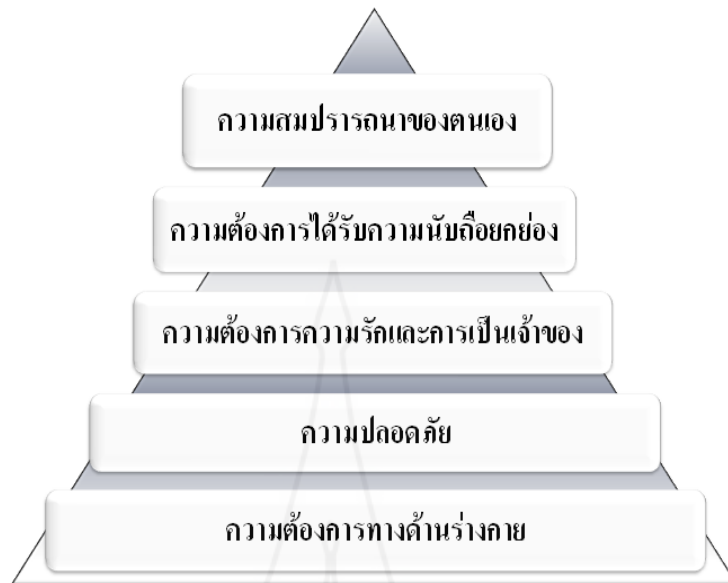 ความสมปรารถนาของตนเอง
ความต้องการได้รับความนับถือยกย่อง
ความต้องการความรักและการเป็นเจ้าของ
ความปลอดภัย
ความต้องการทางด้านร่างกาย